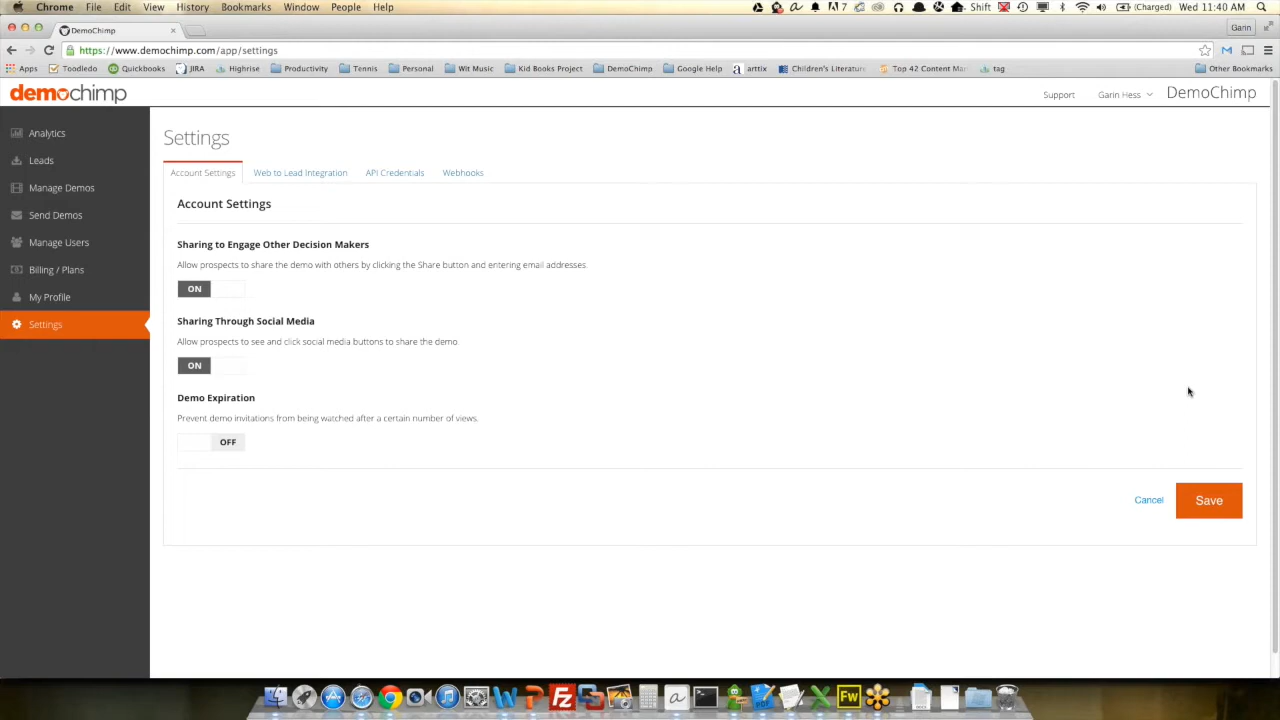 Chrome File Edit View History Bookmarks Window People Help
7 Shift (Charged) Wed 11:40 AM
DemoChimp Garin
https://www.demochimp.com/app/settings
Apps Toodledo Quickbooks JIRA Highrise Productivity Tennis Personal Wit Music Kid Books Project DemoChimp Google Help arttix Children's Literature Top 42 Content Mar tag Other Bookmarks
demochimp Support Garin Hess DemoChimp
Analytics
Leads
Manage Demos
Send Demos
Manage Users
Billing / Plans
My Profile
Settings
Settings
Account Settings Web to Lead Integration API Credentials Webhooks
Account Settings
Sharing to Engage Other Decision Makers
Allow prospects to share the demo with others by clicking the Share button and entering email addresses.
ON
Sharing Through Social Media
Allow prospects to see and click social media buttons to share the demo.
ON
Demo Expiration
Prevent demo invitations from being watched after a certain number of views.
OFF
Cancel Save
Fz Fw